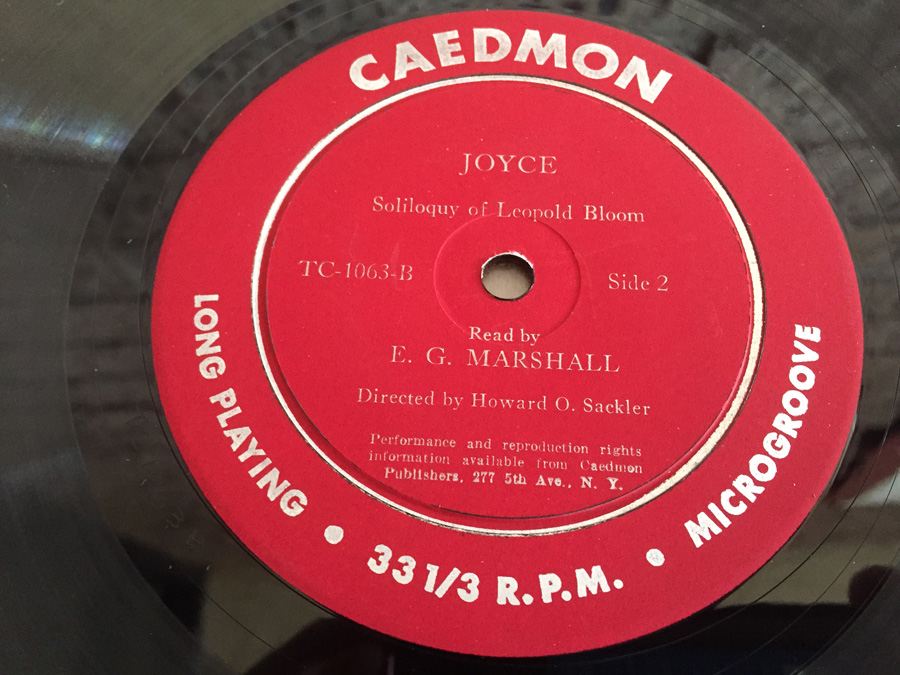 CAEDMON
JOYCE
Soliloquy of Leopold Bloom
TC-1063-B
Side 2
Read by
E. G. MARSHALL
Directed by Howard O. Sackler
Performance and reproduction rights
information available from Caedmon
Publishers, 277 5th Ave., N. Y.
LONG PLAYING • 33 1/3 R.P.M. • MICROGROOVE